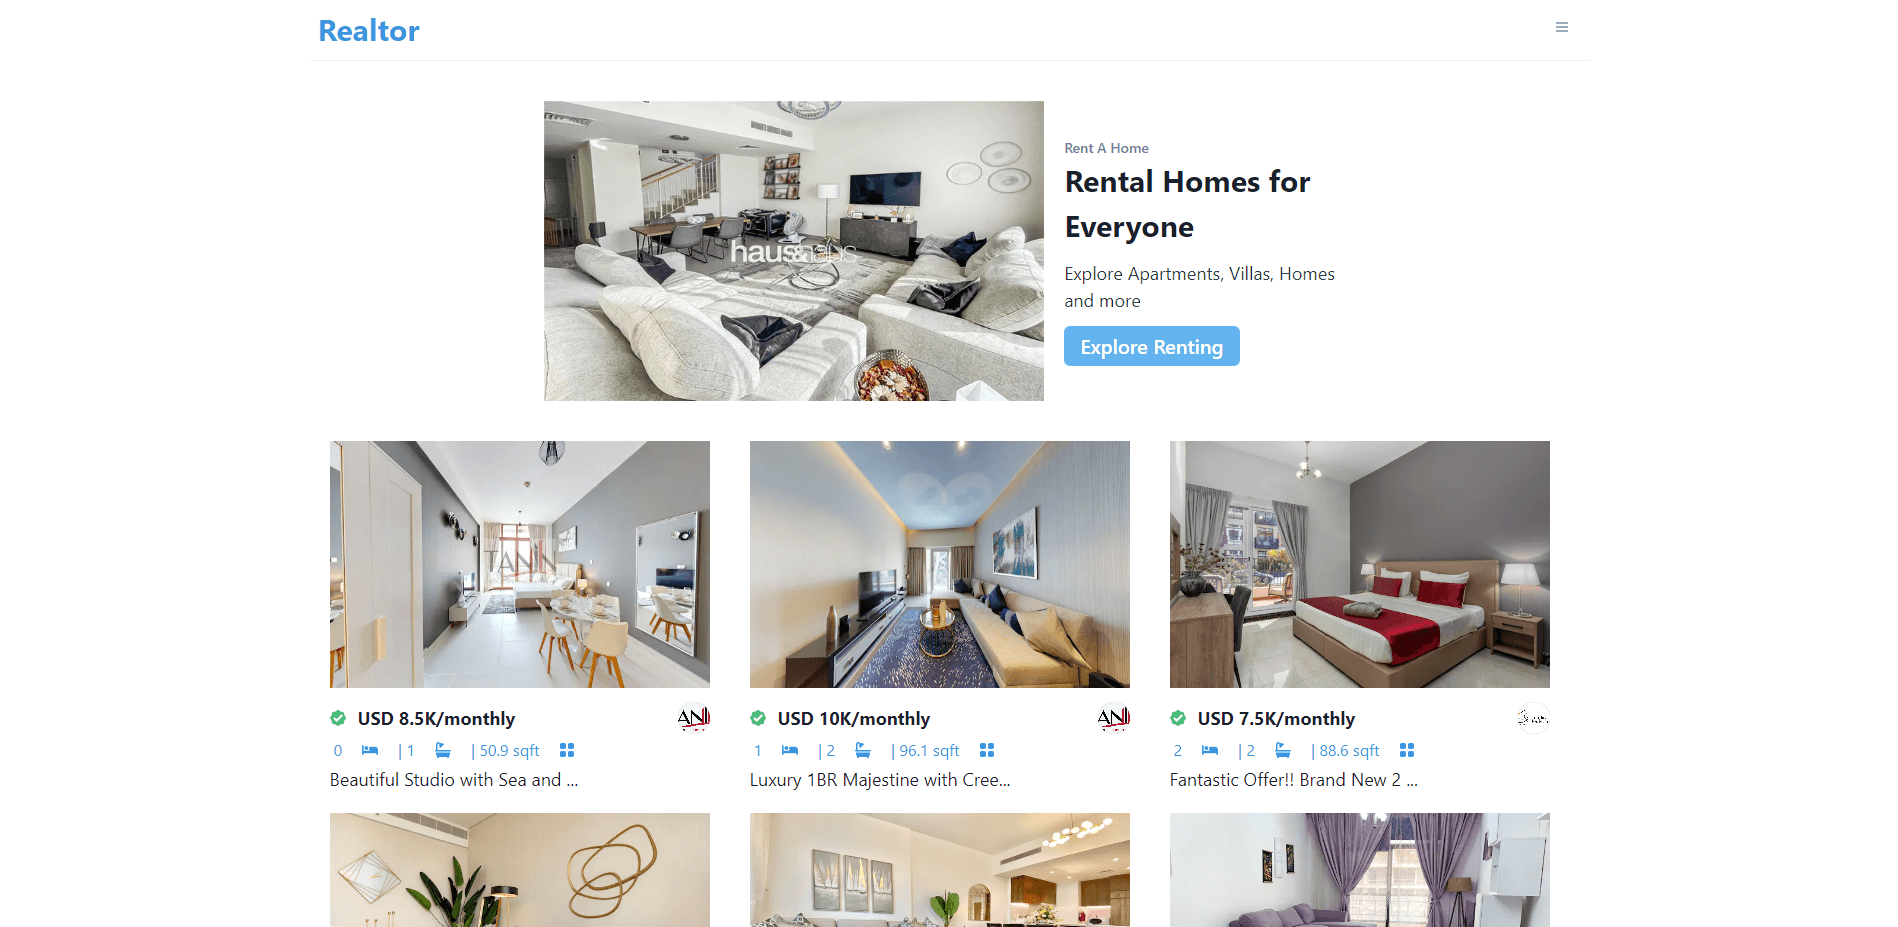 Realtor
haus&haus
Rent A Home
Rental Homes for
Everyone
Explore Apartments, Villas, Homes
and more
Explore Renting
USD 8.5K/monthly
0 | 1 | 50.9 sqft
Beautiful Studio with Sea and ...
USD 10K/monthly
1 | 2 | 96.1 sqft
Luxury 1BR Majestine with Cree...
USD 7.5K/monthly
2 | 2 | 88.6 sqft
Fantastic Offer!! Brand New 2 ...